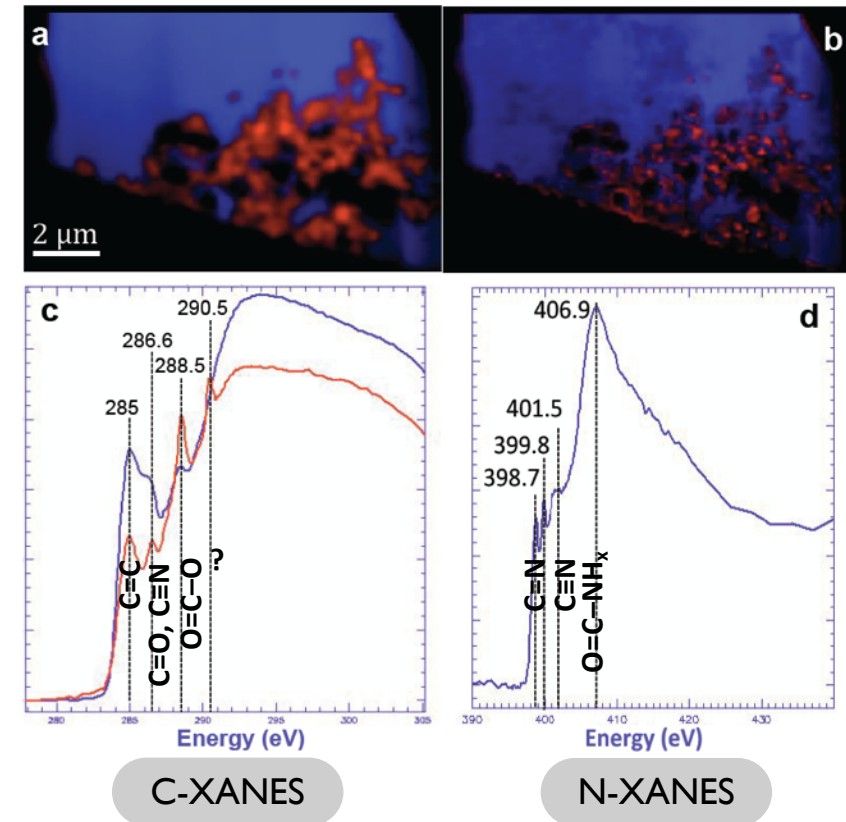 a
b
2 μm
c
290.5
286.6
288.5
285
C=C
C=O, C≡N
O=C–O
?
280
285
290
295
300
305
Energy (eV)
d
406.9
401.5
399.8
398.7
C=N
C≡N
O=C–NHx
390
400
410
420
430
Energy (eV)
C-XANES
N-XANES